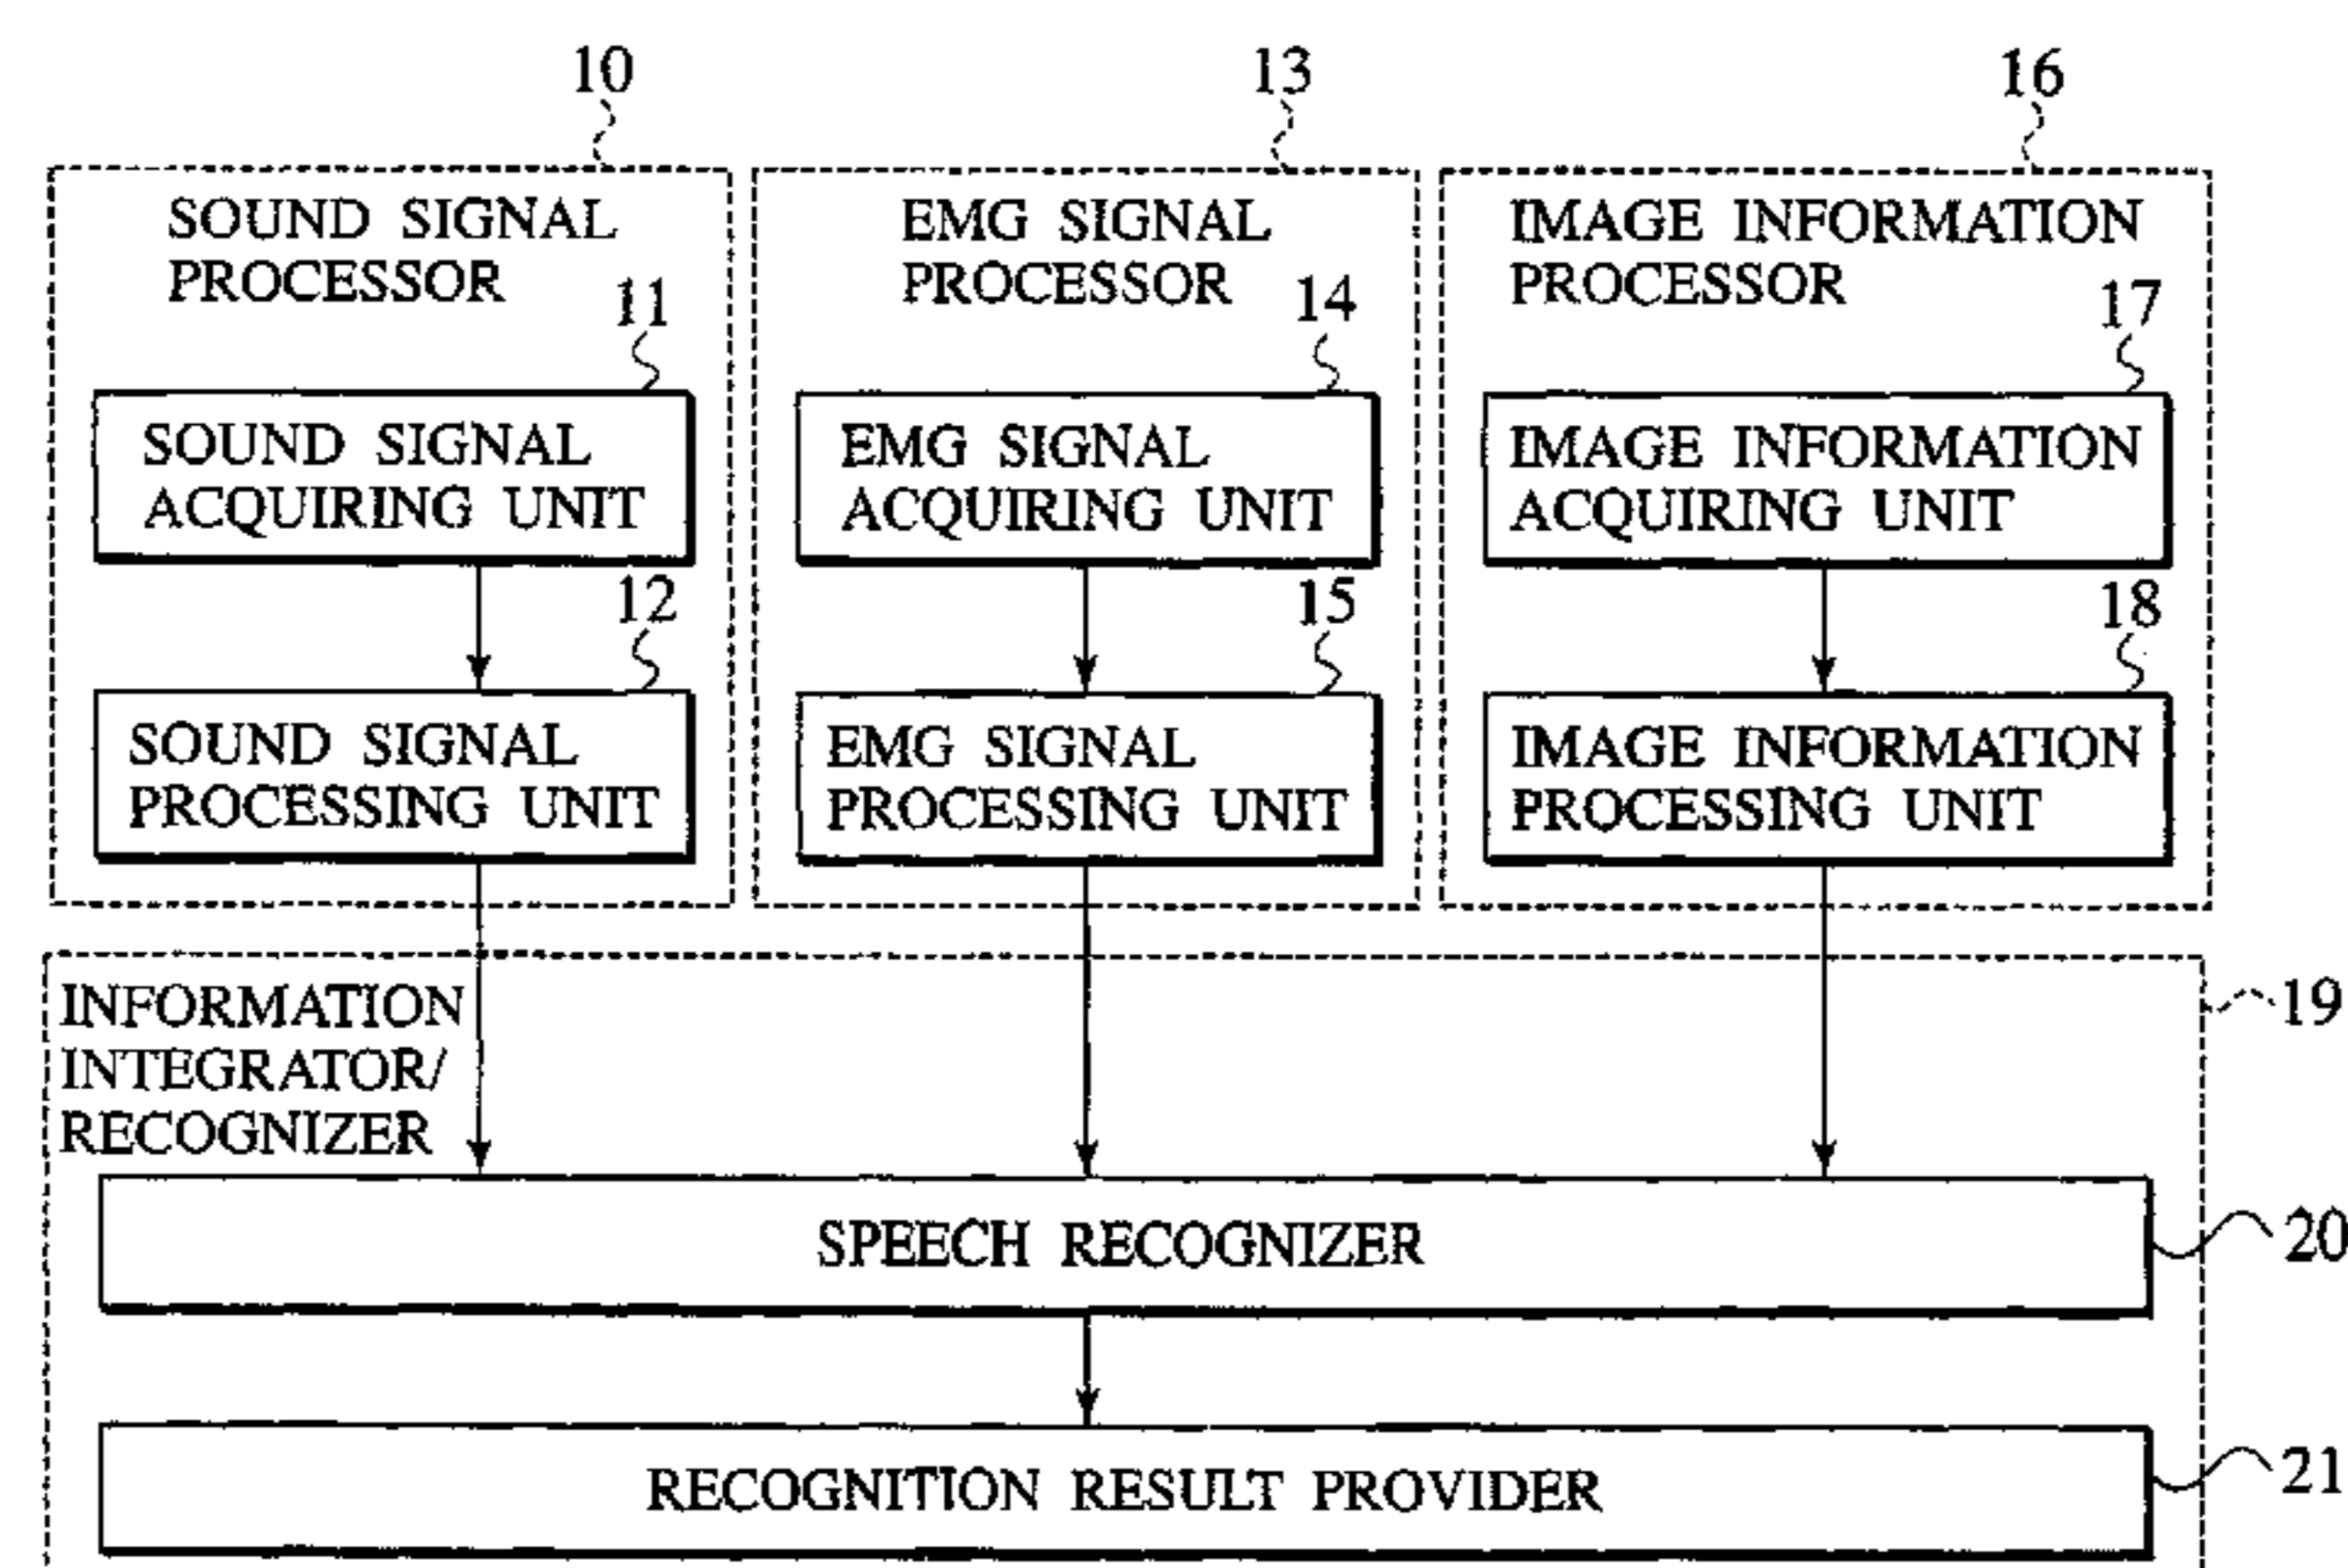 10
13
16
SOUND SIGNAL
PROCESSOR
11
EMG SIGNAL
PROCESSOR
14
IMAGE INFORMATION
PROCESSOR
17
SOUND SIGNAL
ACQUIRING UNIT
EMG SIGNAL
ACQUIRING UNIT
IMAGE INFORMATION
ACQUIRING UNIT
12
15
18
SOUND SIGNAL
PROCESSING UNIT
EMG SIGNAL
PROCESSING UNIT
IMAGE INFORMATION
PROCESSING UNIT
INFORMATION
INTEGRATOR/
RECOGNIZER
19
SPEECH RECOGNIZER
20
RECOGNITION RESULT PROVIDER
21